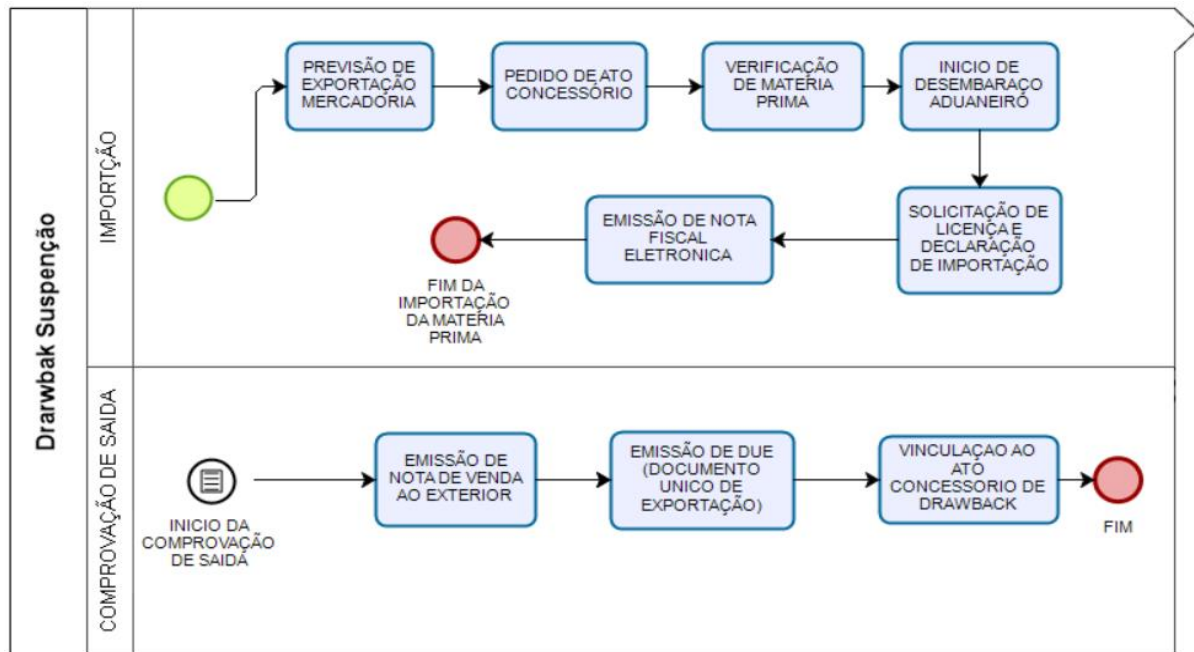 Drarwbak Suspenção
IMPORTÇÃO
PREVISÃO DE
EXPORTAÇÃO
MERCADORIA
PEDIDO DE ATO
CONCESSÓRIO
VERIFICAÇÃO
DE MATERIA
PRIMA
INICIO DE
DESEMBARAÇO
ADUANEIRO
SOLICITAÇÃO DE
LICENÇA E
DECLARAÇÃO
DE IMPORTAÇÃO
EMISSÃO DE NOTA
FISCAL
ELETRONICA
FIM DA
IMPORTAÇÃO
DA MATERIA
PRIMA
COMPROVAÇÃO DE SAIDA
INICIO DA
COMPROVAÇÃO
DE SAIDA
EMISSÃO DE
NOTA DE VENDA
AO EXTERIOR
EMISSÃO DE DUE
(DOCUMENTO
UNICO DE
EXPORTAÇÃO)
VINCULAÇAO AO
ATO
CONCESSORIO DE
DRAWBACK
FIM